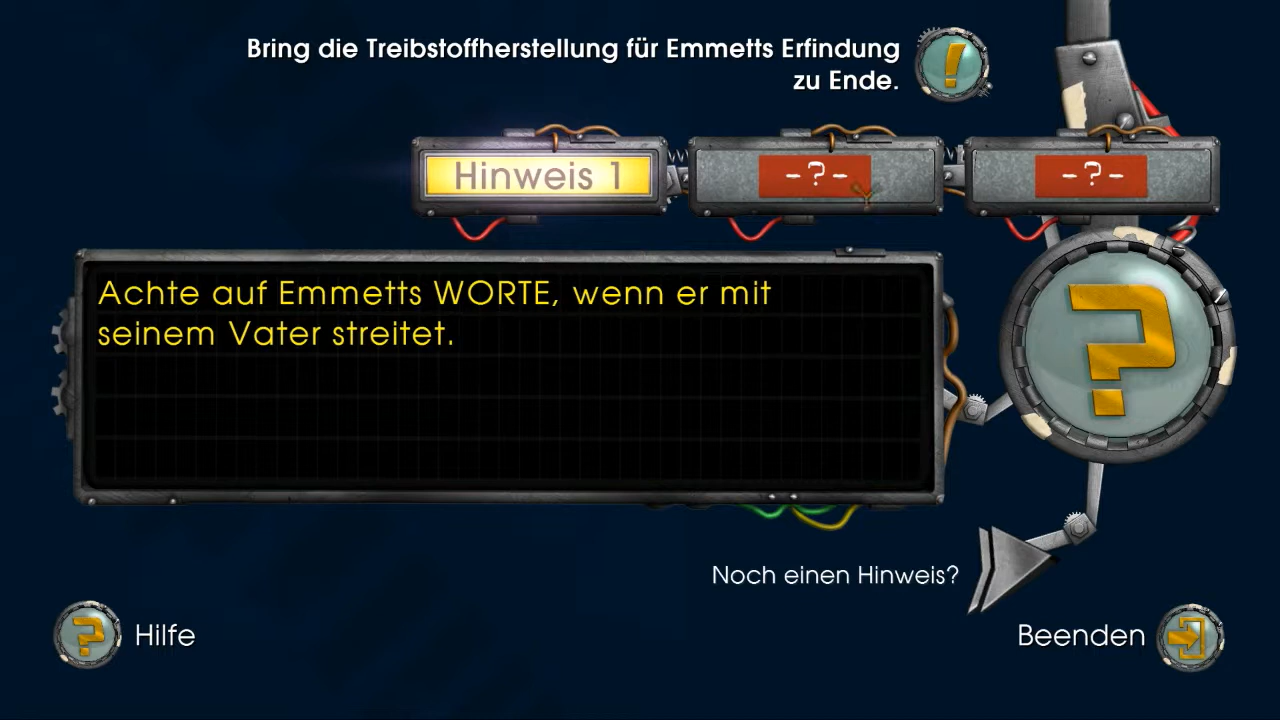 Bring die Treibstoffherstellung für Emmetts Erfindung
zu Ende.
Hinweis 1
-?-
-?-
Achte auf Emmetts WORTE, wenn er mit
seinem Vater streitet.
Noch einen Hinweis?
Hilfe
Beenden